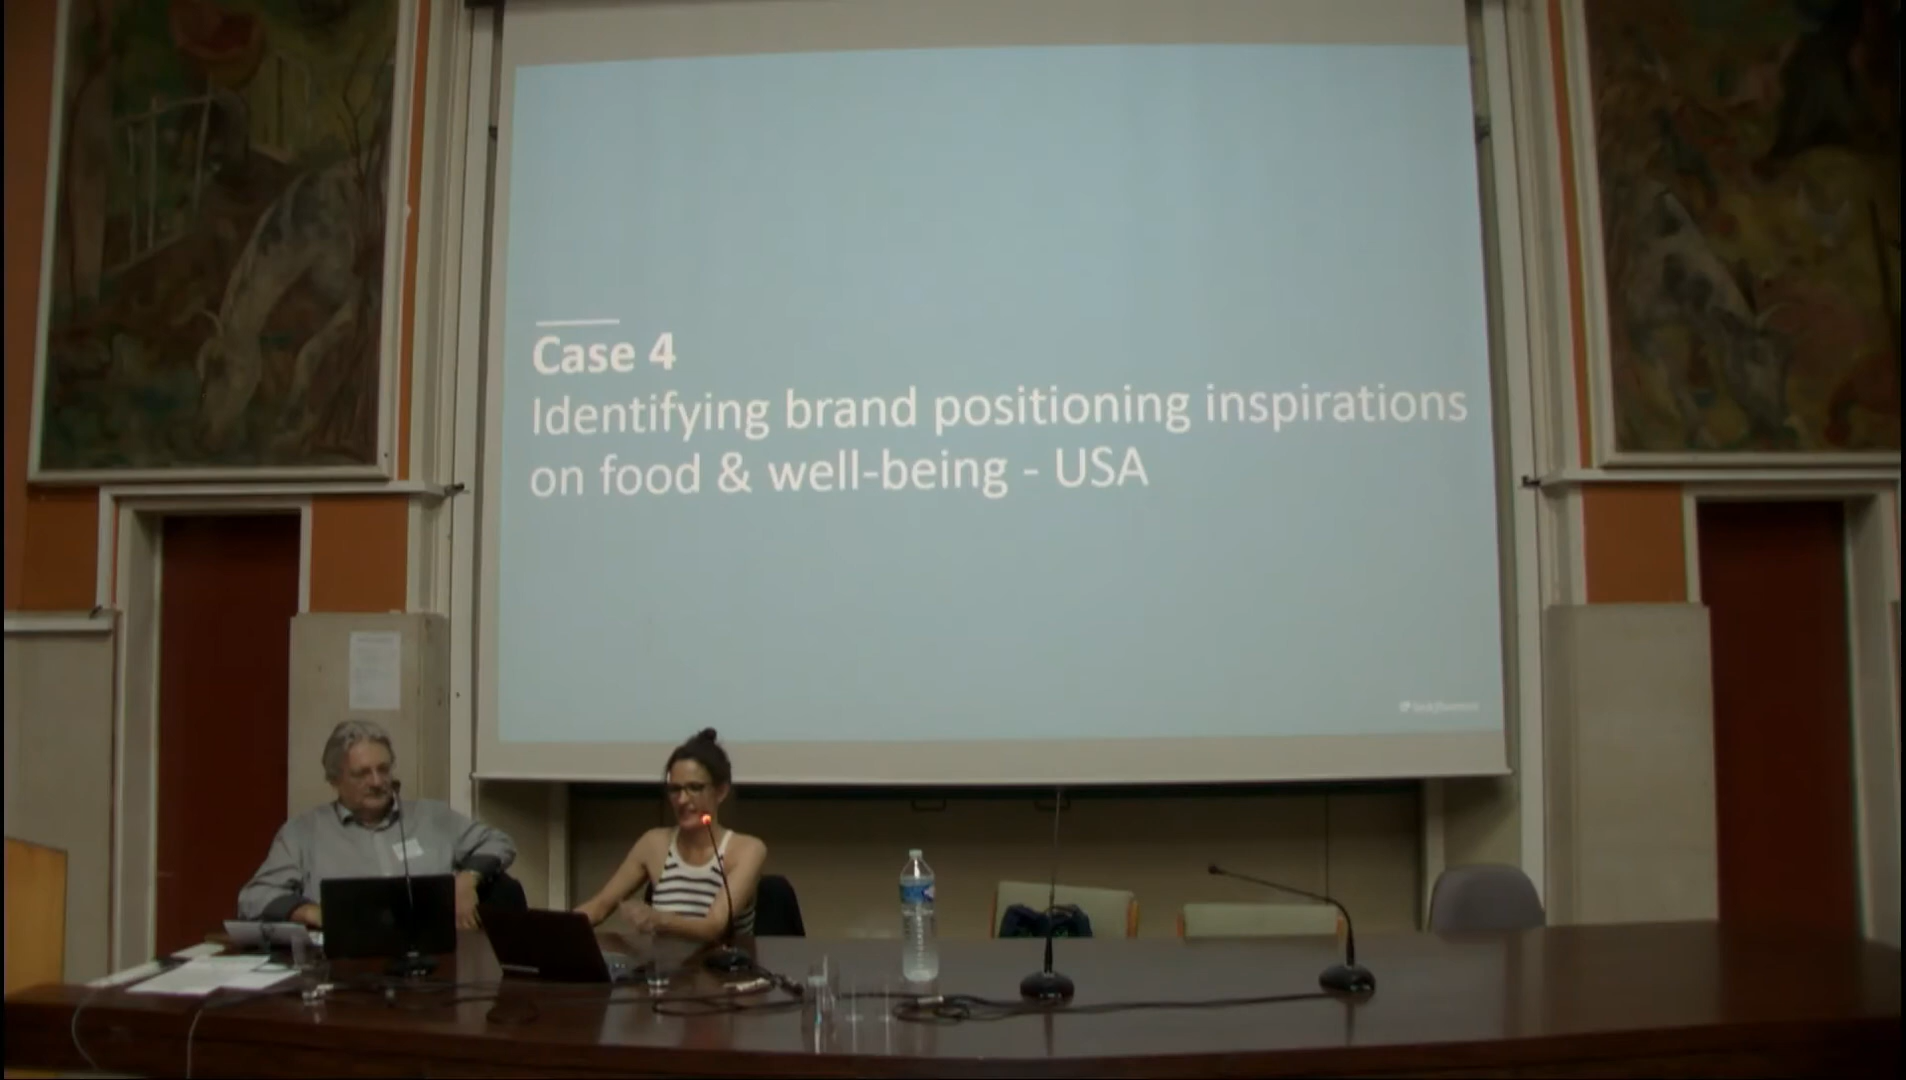 Case 4
Identifying brand positioning inspirations
on food & well-being - USA